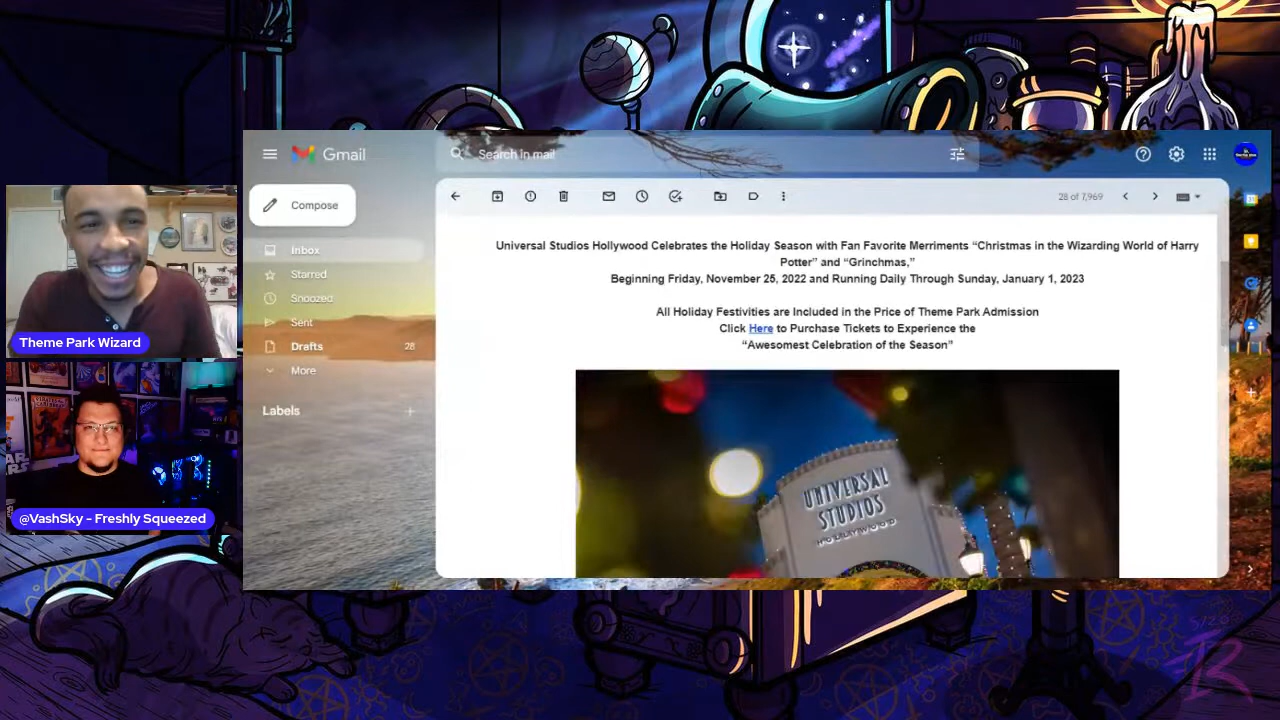 Gmail
Search in mail
Compose
28 of 7,969
Inbox
Starred
Snoozed
Sent
Drafts 28
More
Labels
Universal Studios Hollywood Celebrates the Holiday Season with Fan Favorite Merriments “Christmas in the Wizarding World of Harry
Potter” and “Grinchmas,”
Beginning Friday, November 25, 2022 and Running Daily Through Sunday, January 1, 2023
All Holiday Festivities are Included in the Price of Theme Park Admission
Click Here to Purchase Tickets to Experience the
“Awesomest Celebration of the Season”
UNIVERSAL
STUDIOS
HOLLYWOOD
Theme Park Wizard
@VashSky - Freshly Squeezed